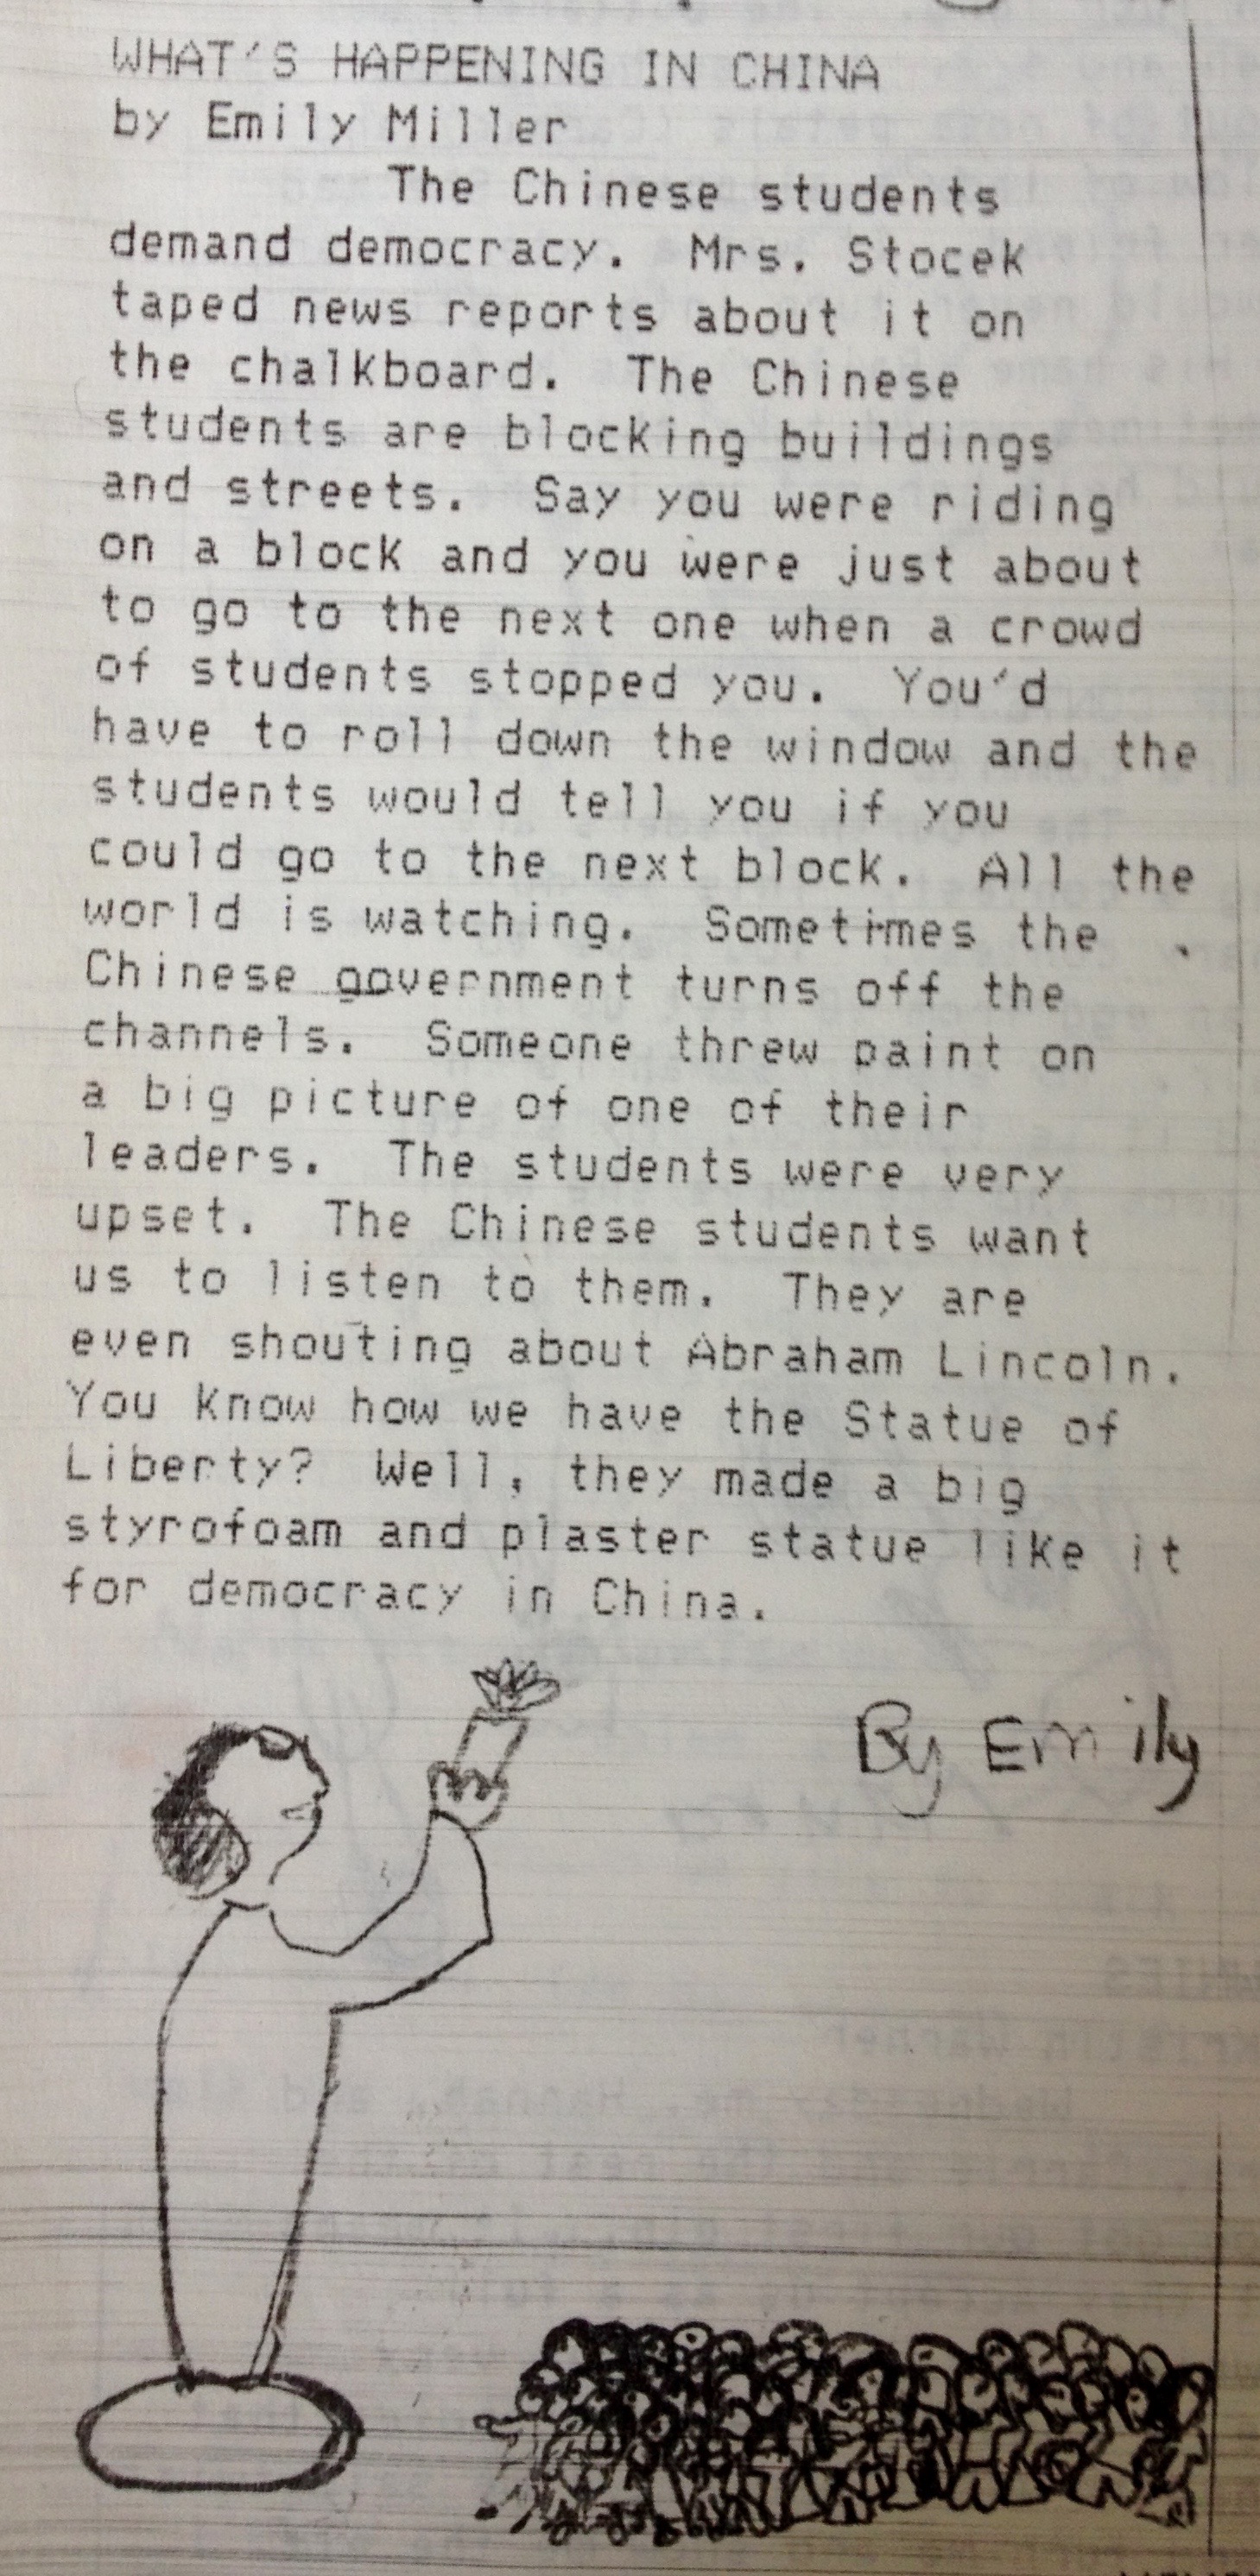 WHAT'S HAPPENING IN CHINA
by Emily Miller
The Chinese students
demand democracy. Mrs. Stocek
taped news reports about it on
the chalkboard. The Chinese
students are blocking buildings
and streets. Say you were riding
on a block and you were just about
to go to the next one when a crowd
of students stopped you. You'd
have to roll down the window and the
students would tell you if you
could go to the next block. All the
world is watching. Sometimes the
Chinese government turns off the
channels. Someone threw paint on
a big picture of one of their
leaders. The students were very
upset. The Chinese students want
us to listen to them. They are
even shouting about Abraham Lincoln.
You know how we have the Statue of
Liberty? Well, they made a big
styrofoam and plaster statue like it
for democracy in China.
By Emily